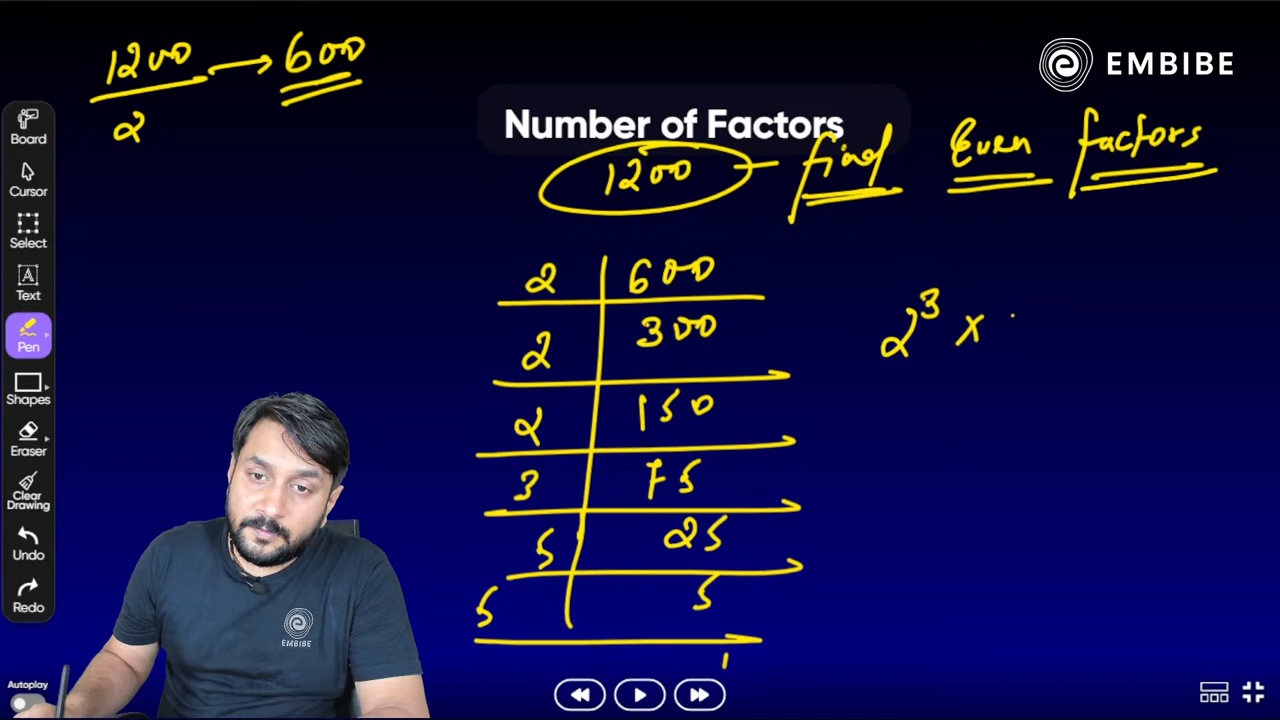 1200 → 600
2
EMBIBE
Number of Factors
1200 - find Even factors
2 | 600
2 | 300
2 | 150
3 | 75
5 | 25
5 | 5
1
2³ ×
Board
Cursor
Select
A
Text
Pen
Shapes
Eraser
Clear
Drawing
Undo
Redo
EMBIBE
Autoplay